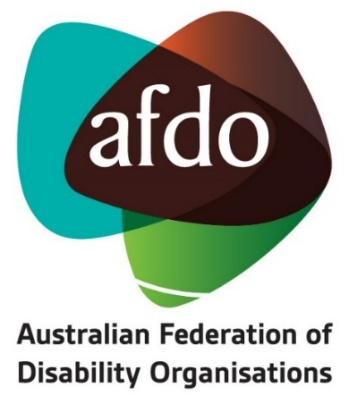 afdo
Australian Federation of
Disability Organisations